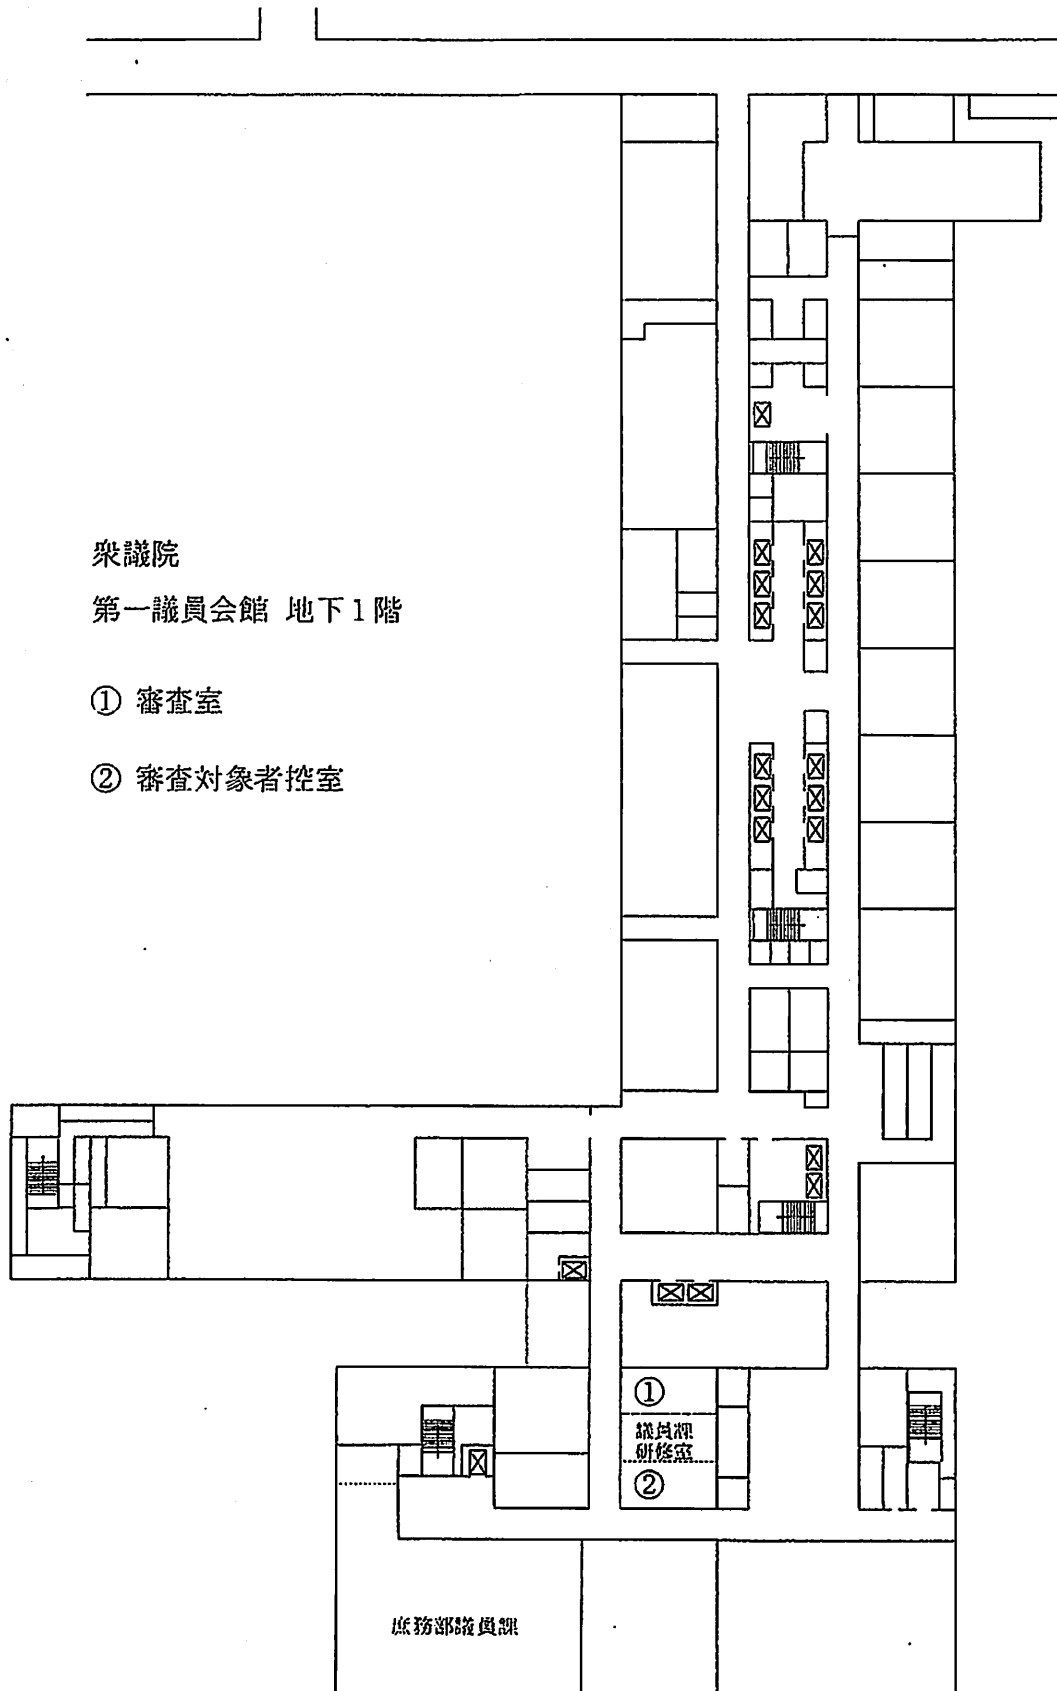 衆議院
第一議員会館 地下1階
① 審査室
② 審査対象者控室
①
議員課
研修室
②
庶務部議員課